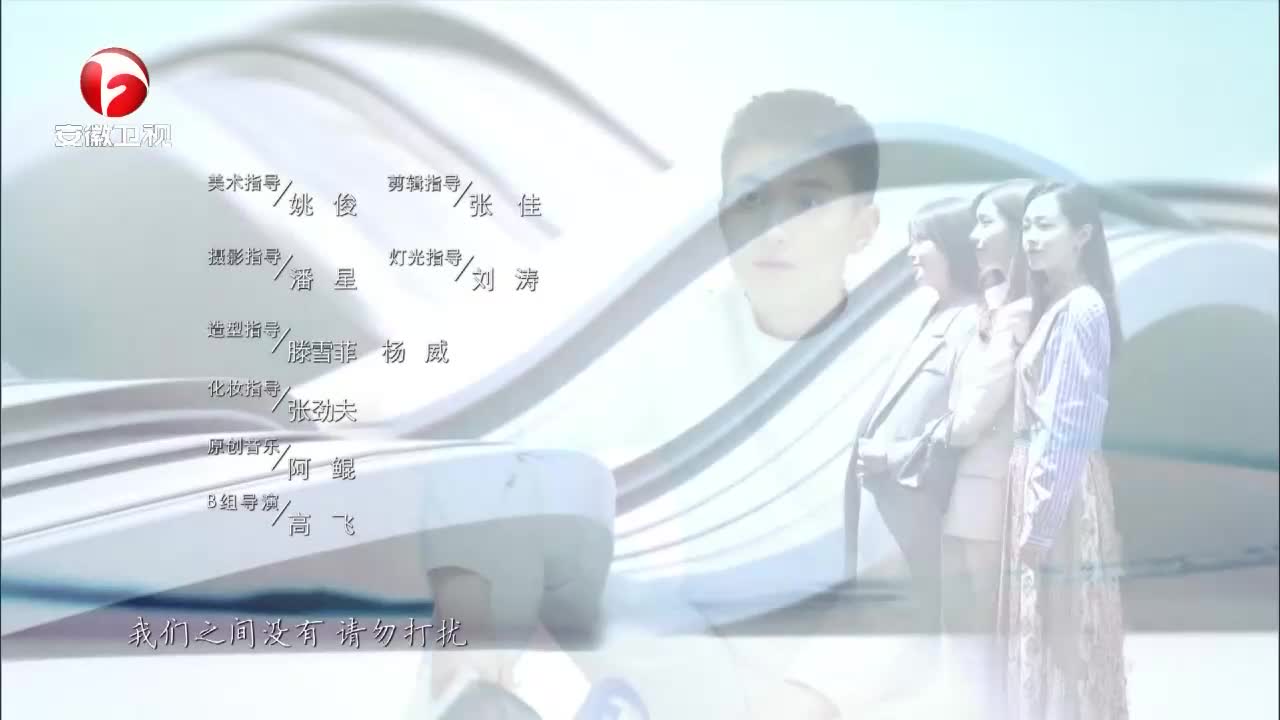 安徽卫视
美术指导/姚 俊 剪辑指导/张 佳
摄影指导/潘 星 灯光指导/刘 涛
造型指导/滕雪菲 杨 威
化妆指导/张劲夫
原创音乐/阿 鲲
B组导演/高 飞
我们之间没有 请勿打扰